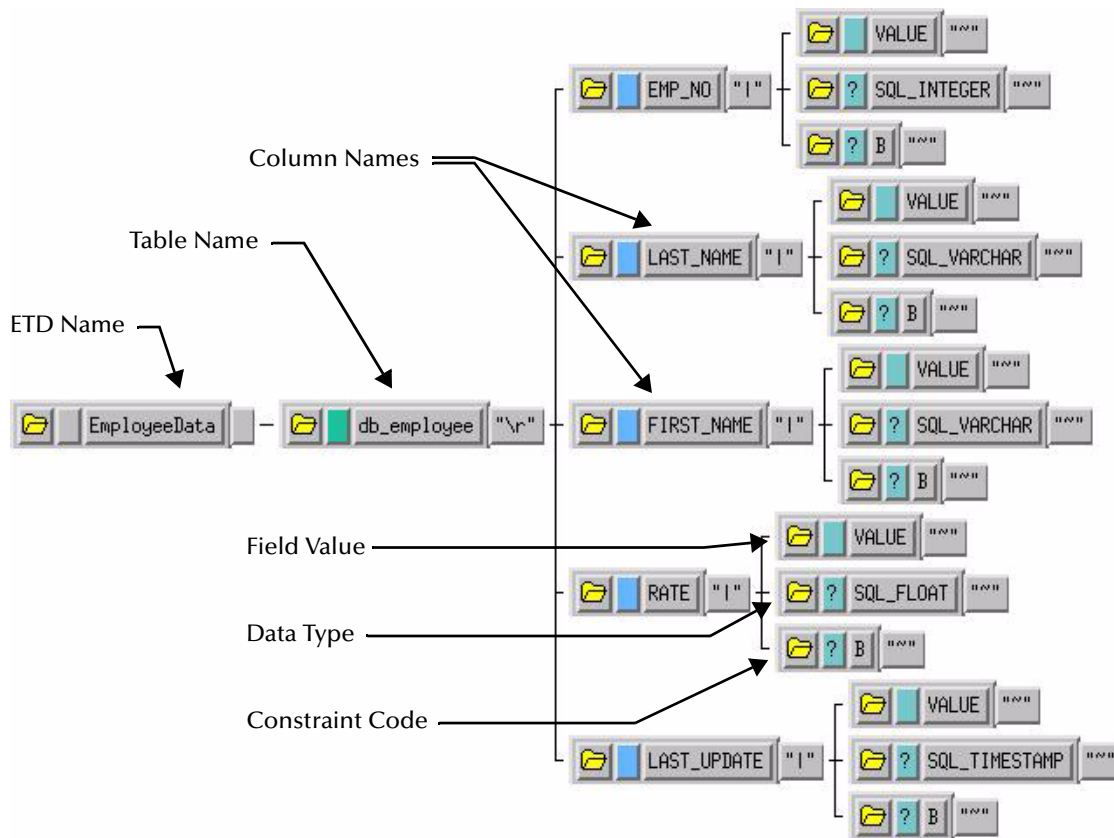 VALUE "~"
EMP_NO "|" ? SQL_INTEGER "~"
? B "~"
Column Names
VALUE "~"
Table Name
LAST_NAME "|" ? SQL_VARCHAR "~"
? B "~"
ETD Name
VALUE "~"
EmployeeData db_employee "\r" FIRST_NAME "|" ? SQL_VARCHAR "~"
? B "~"
Field Value
VALUE "~"
RATE "|" ? SQL_FLOAT "~"
Data Type
? B "~"
Constraint Code
VALUE "~"
LAST_UPDATE "|" ? SQL_TIMESTAMP "~"
? B "~"